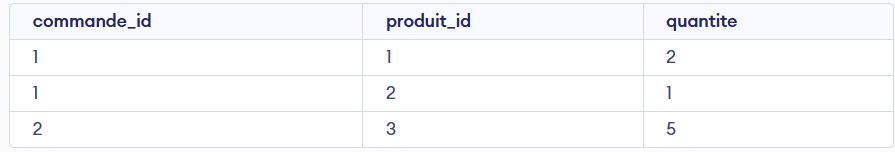 commande_id produit_id quantite
1 1 2
1 2 1
2 3 5